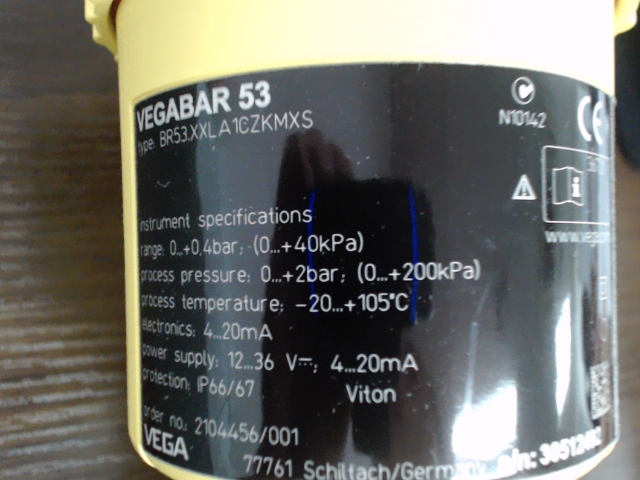 VEGABAR 53
type: BR53.XXLA1CZKMXS
N10142
CE
instrument specifications
range: 0...+0,4bar; (0...+40kPa)
process pressure: 0...+2bar; (0...+200kPa)
process temperature: -20...+105°C
electronics: 4...20mA
power supply: 12...36 V⎓; 4...20mA
protection: IP66/67
Viton
order no.: 2104456/001
VEGA
77761 Schiltach/Germany
s/n: